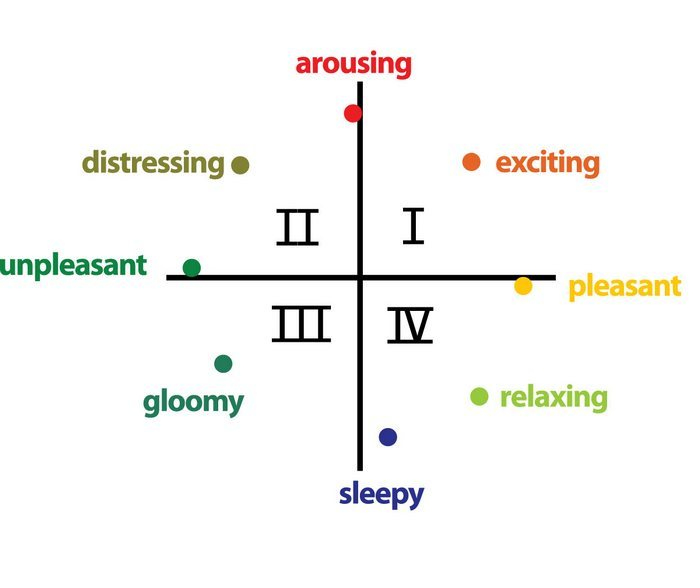 arousing
distressing
exciting
II
I
unpleasant
pleasant
III
IV
gloomy
relaxing
sleepy